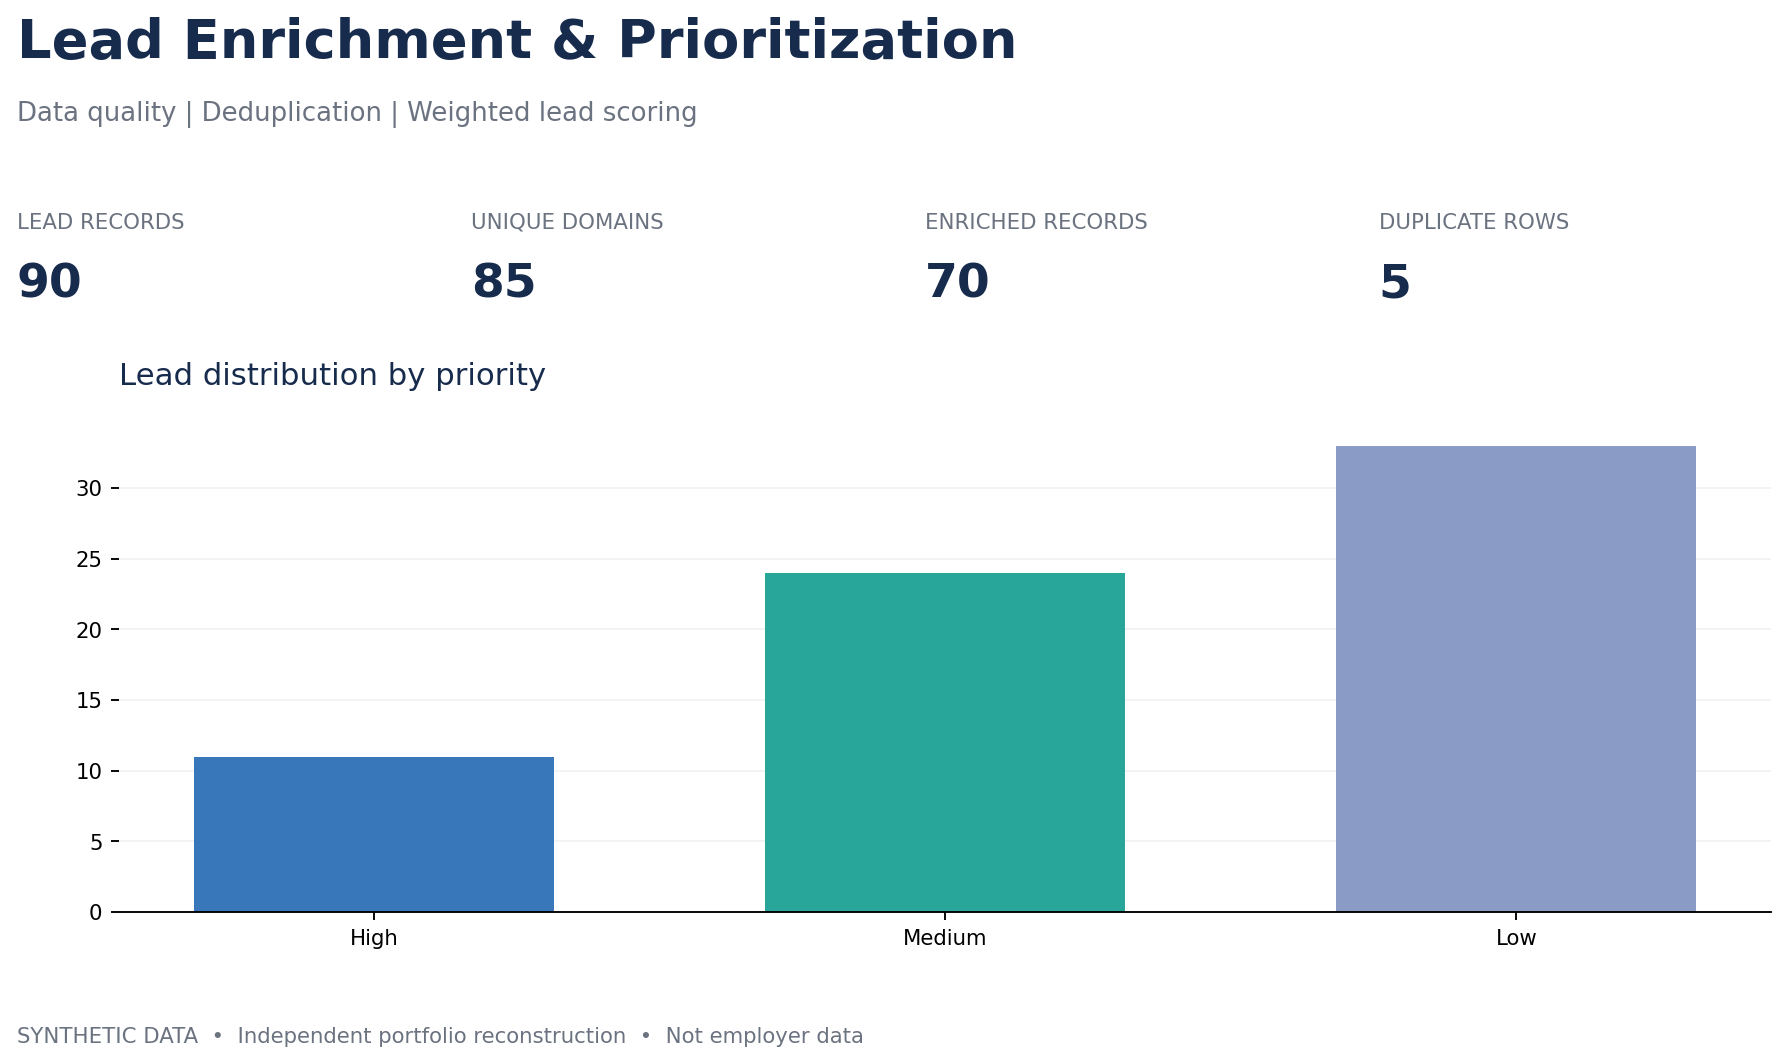 Lead Enrichment & Prioritization
Data quality | Deduplication | Weighted lead scoring
LEAD RECORDS
90
UNIQUE DOMAINS
85
ENRICHED RECORDS
70
DUPLICATE ROWS
5
Lead distribution by priority
30
25
20
15
10
5
0
High
Medium
Low
SYNTHETIC DATA • Independent portfolio reconstruction • Not employer data